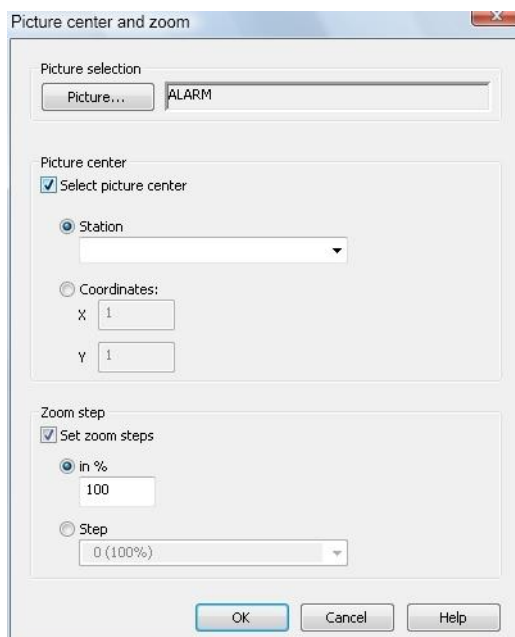 Picture center and zoom
Picture selection
Picture... ALARM
Picture center
Select picture center
Station
Coordinates:
X 1
Y 1
Zoom step
Set zoom steps
in %
100
Step
0 (100%)
OK Cancel Help